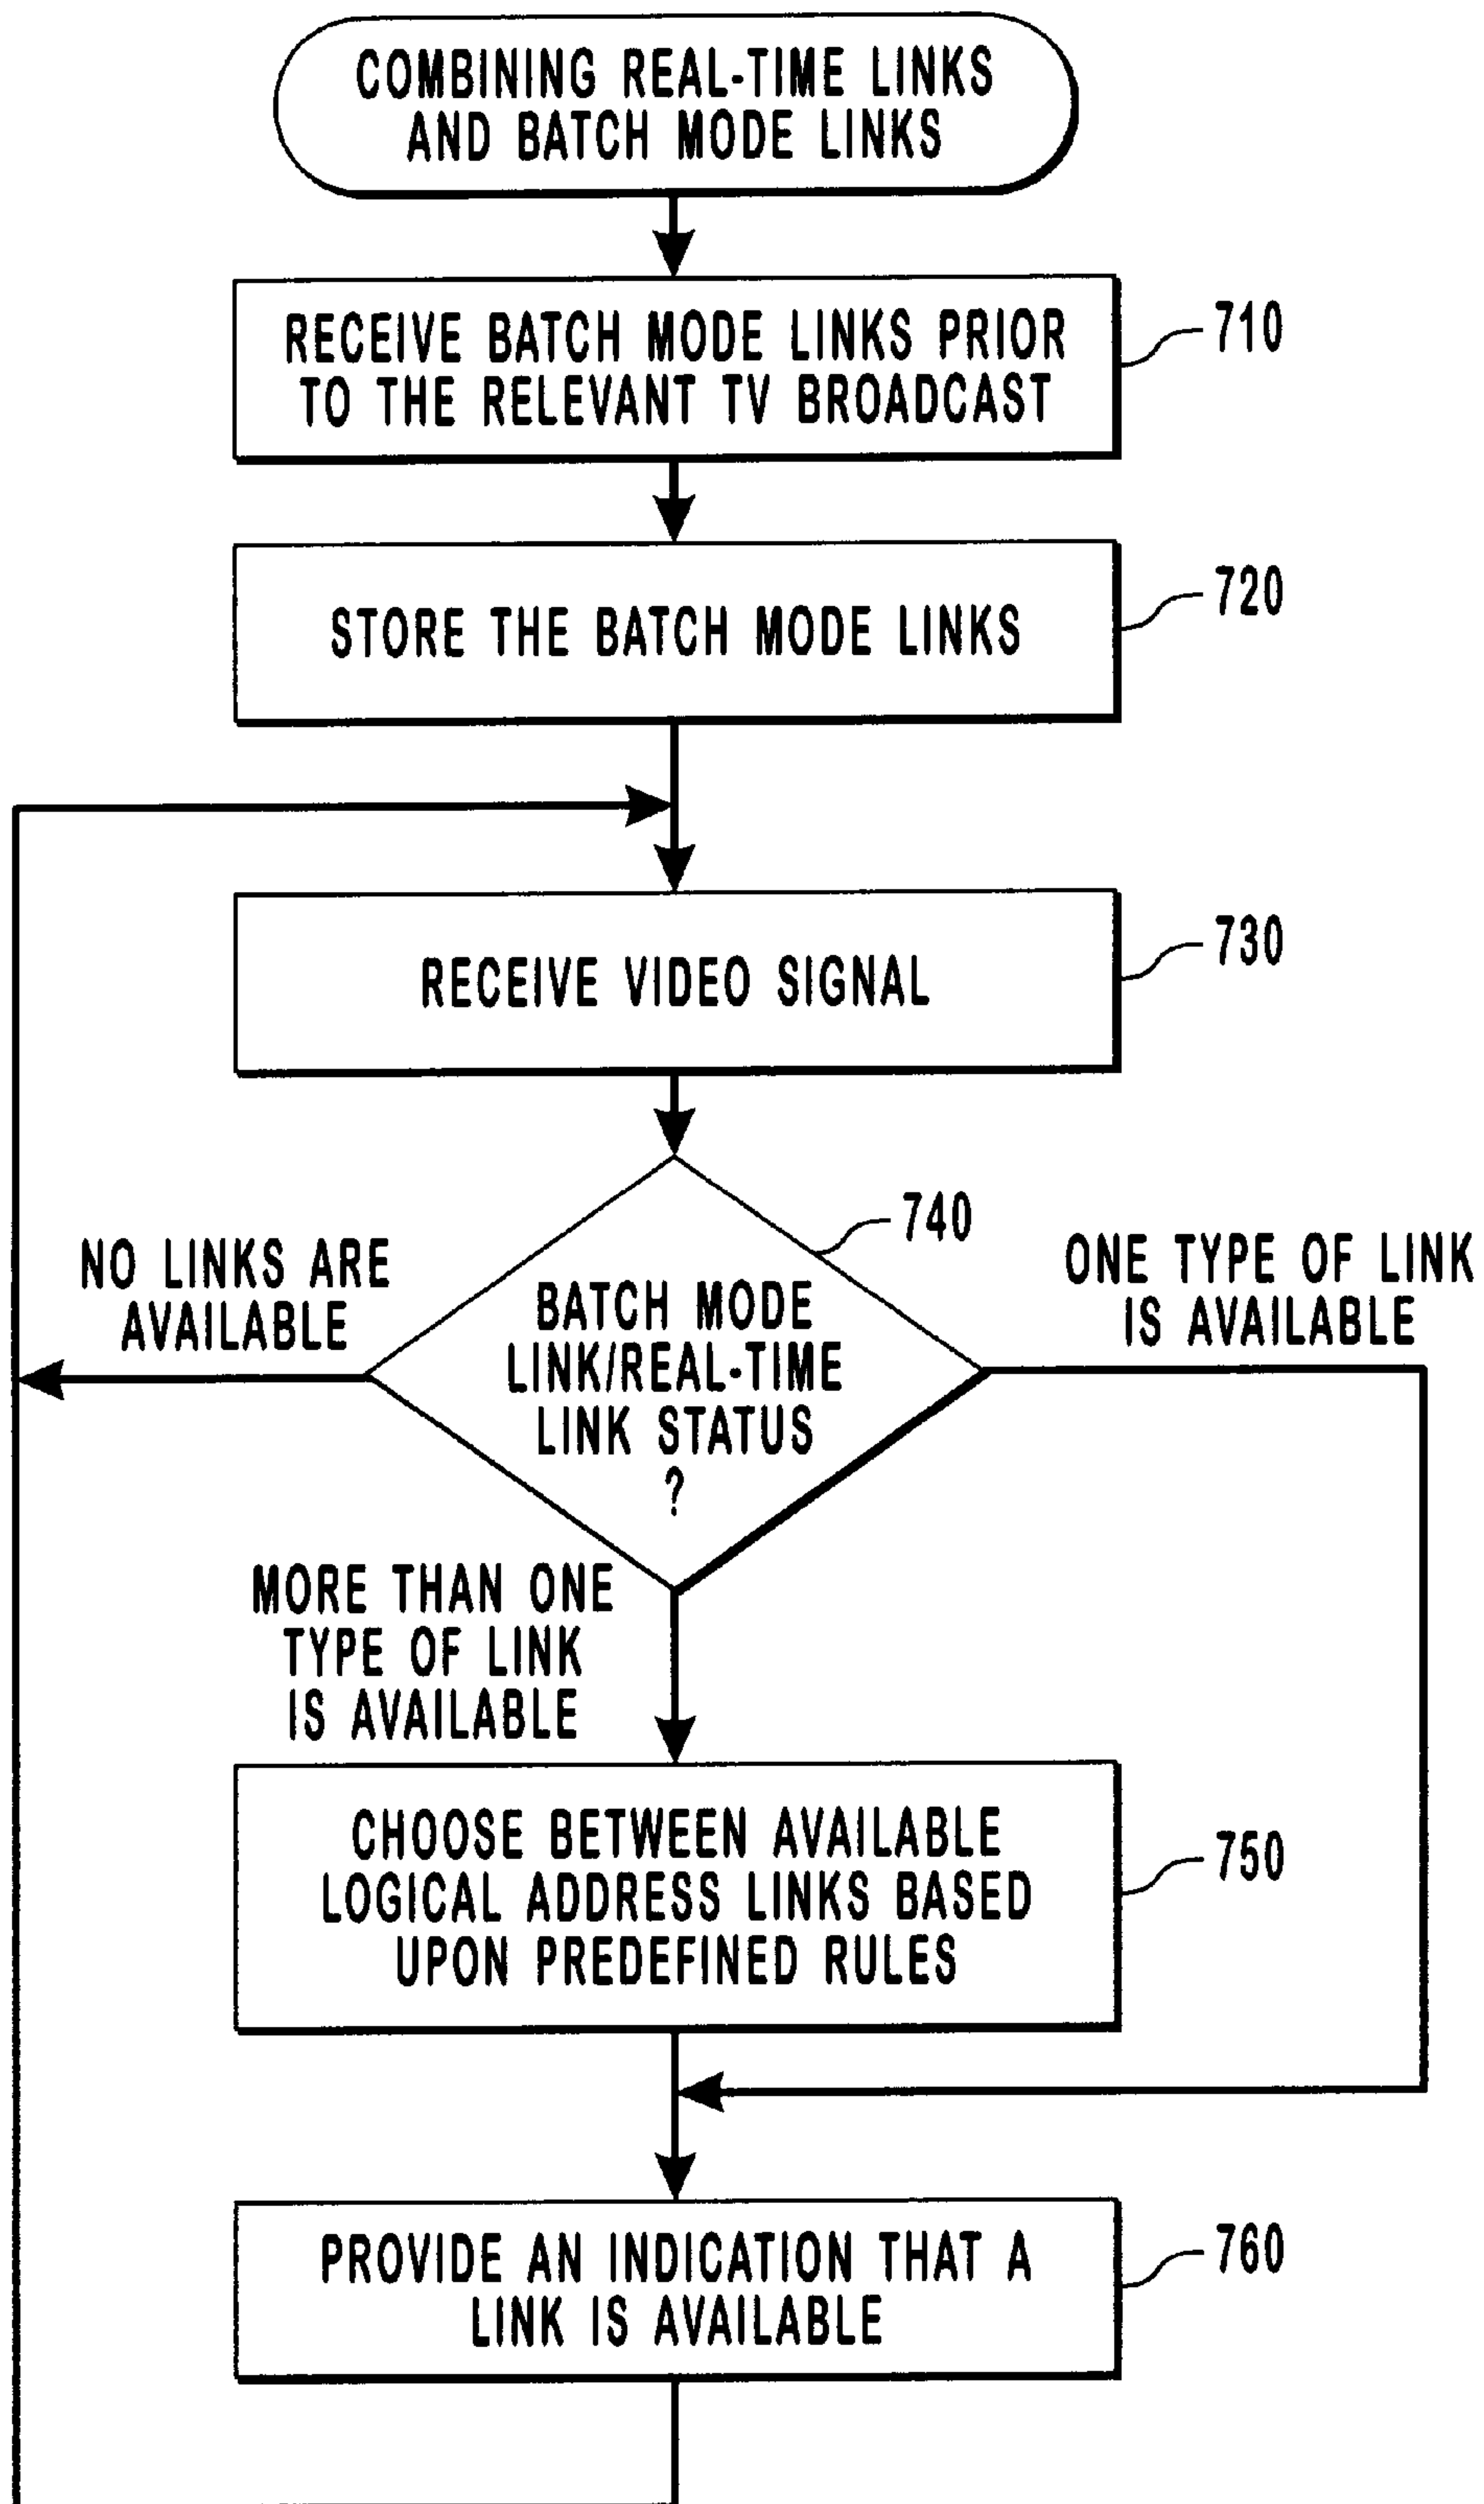 COMBINING REAL-TIME LINKS
AND BATCH MODE LINKS
RECEIVE BATCH MODE LINKS PRIOR
TO THE RELEVANT TV BROADCAST
710
STORE THE BATCH MODE LINKS
720
RECEIVE VIDEO SIGNAL
730
740
NO LINKS ARE
AVAILABLE
BATCH MODE
LINK/REAL-TIME
LINK STATUS
?
ONE TYPE OF LINK
IS AVAILABLE
MORE THAN ONE
TYPE OF LINK
IS AVAILABLE
CHOOSE BETWEEN AVAILABLE
LOGICAL ADDRESS LINKS BASED
UPON PREDEFINED RULES
750
PROVIDE AN INDICATION THAT A
LINK IS AVAILABLE
760